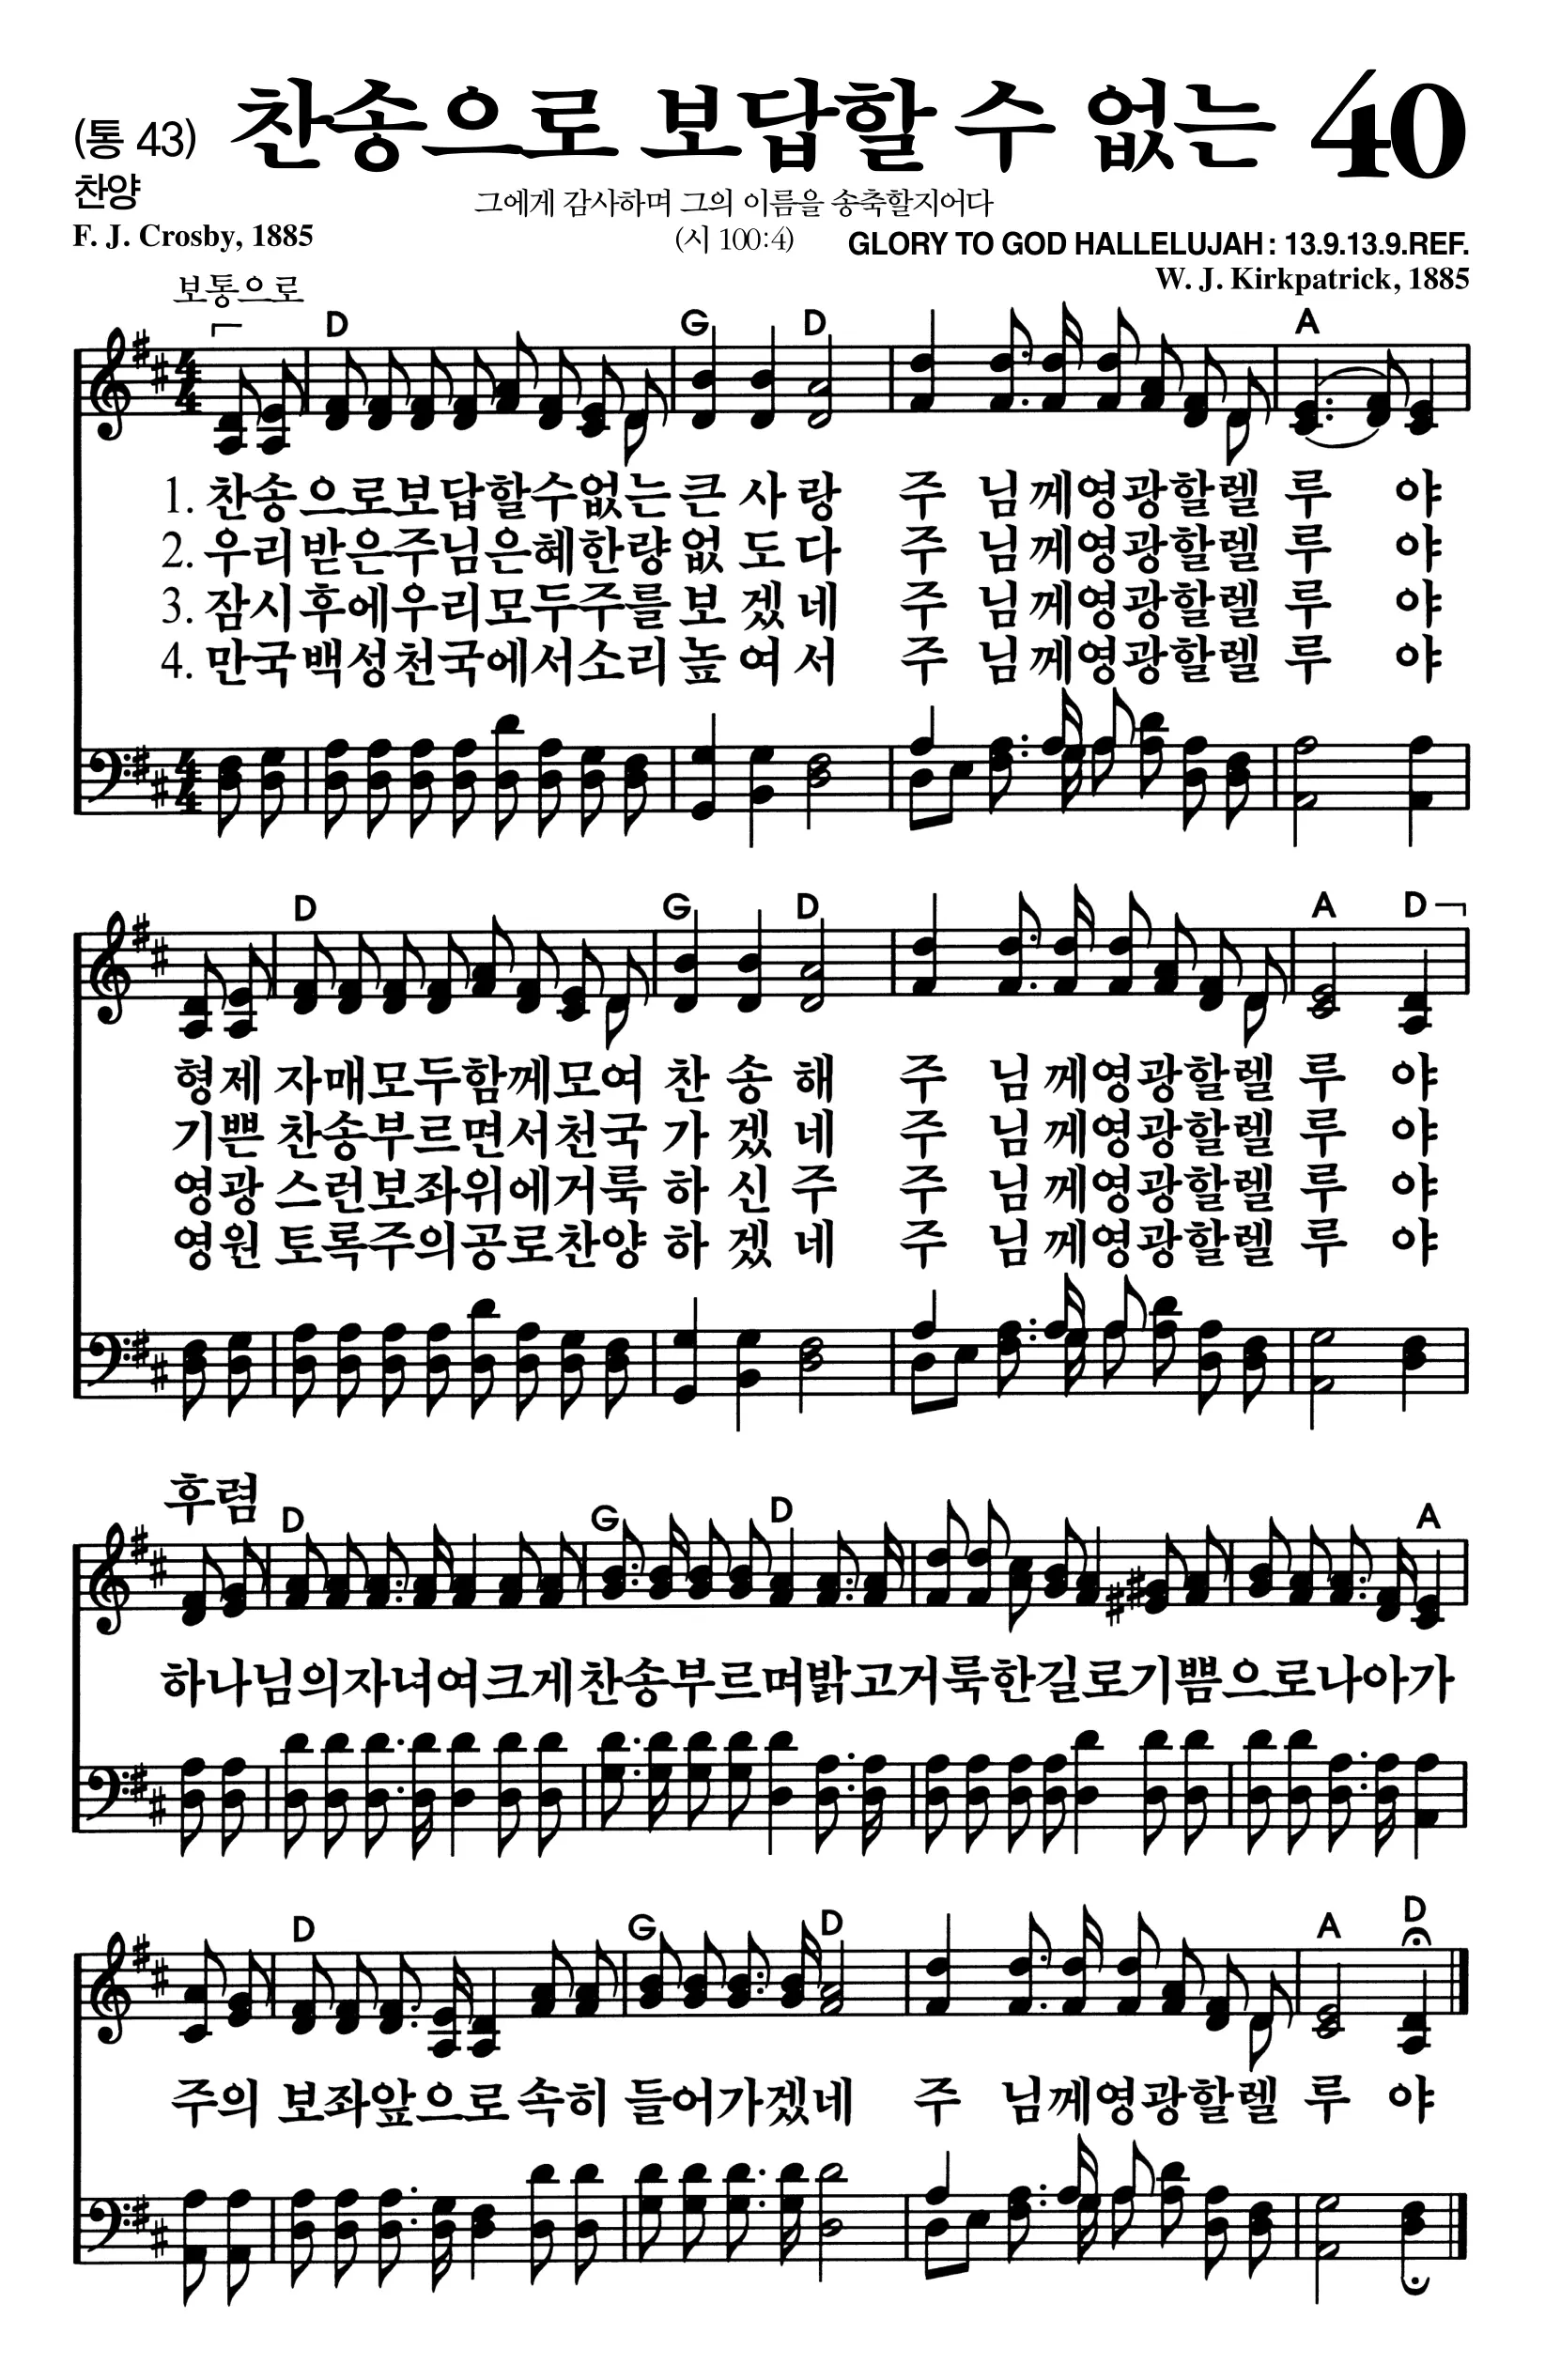 (통 43) 찬송으로 보답할 수 없는 40
찬양
그에게 감사하며 그의 이름을 송축할지어다
F. J. Crosby, 1885
(시 100:4)
GLORY TO GOD HALLELUJAH : 13.9.13.9.REF.
W. J. Kirkpatrick, 1885
보통으로
D G D A
1. 찬송으로보답할수없는큰 사 랑 주 님께영광할렐 루 야
2. 우리받은주님은혜한량없 도 다 주 님께영광할렐 루 야
3. 잠시후에우리모두주를보 겠 네 주 님께영광할렐 루 야
4. 만국백성천국에서소리높 여 서 주 님께영광할렐 루 야
D G D A D
형제 자매모두함께모여 찬 송 해 주 님께영광할렐 루 야
기쁜 찬송부르면서천국 가 겠 네 주 님께영광할렐 루 야
영광 스런보좌위에거룩 하 신 주 주 님께영광할렐 루 야
영원 토록주의공로찬양 하 겠 네 주 님께영광할렐 루 야
후렴
D G D A
하나님의자녀여크게찬송부르며밝고거룩한길로기쁨으로나아가
D G D A D
주의 보좌앞으로 속히 들어가겠네 주 님께영광할렐 루 야